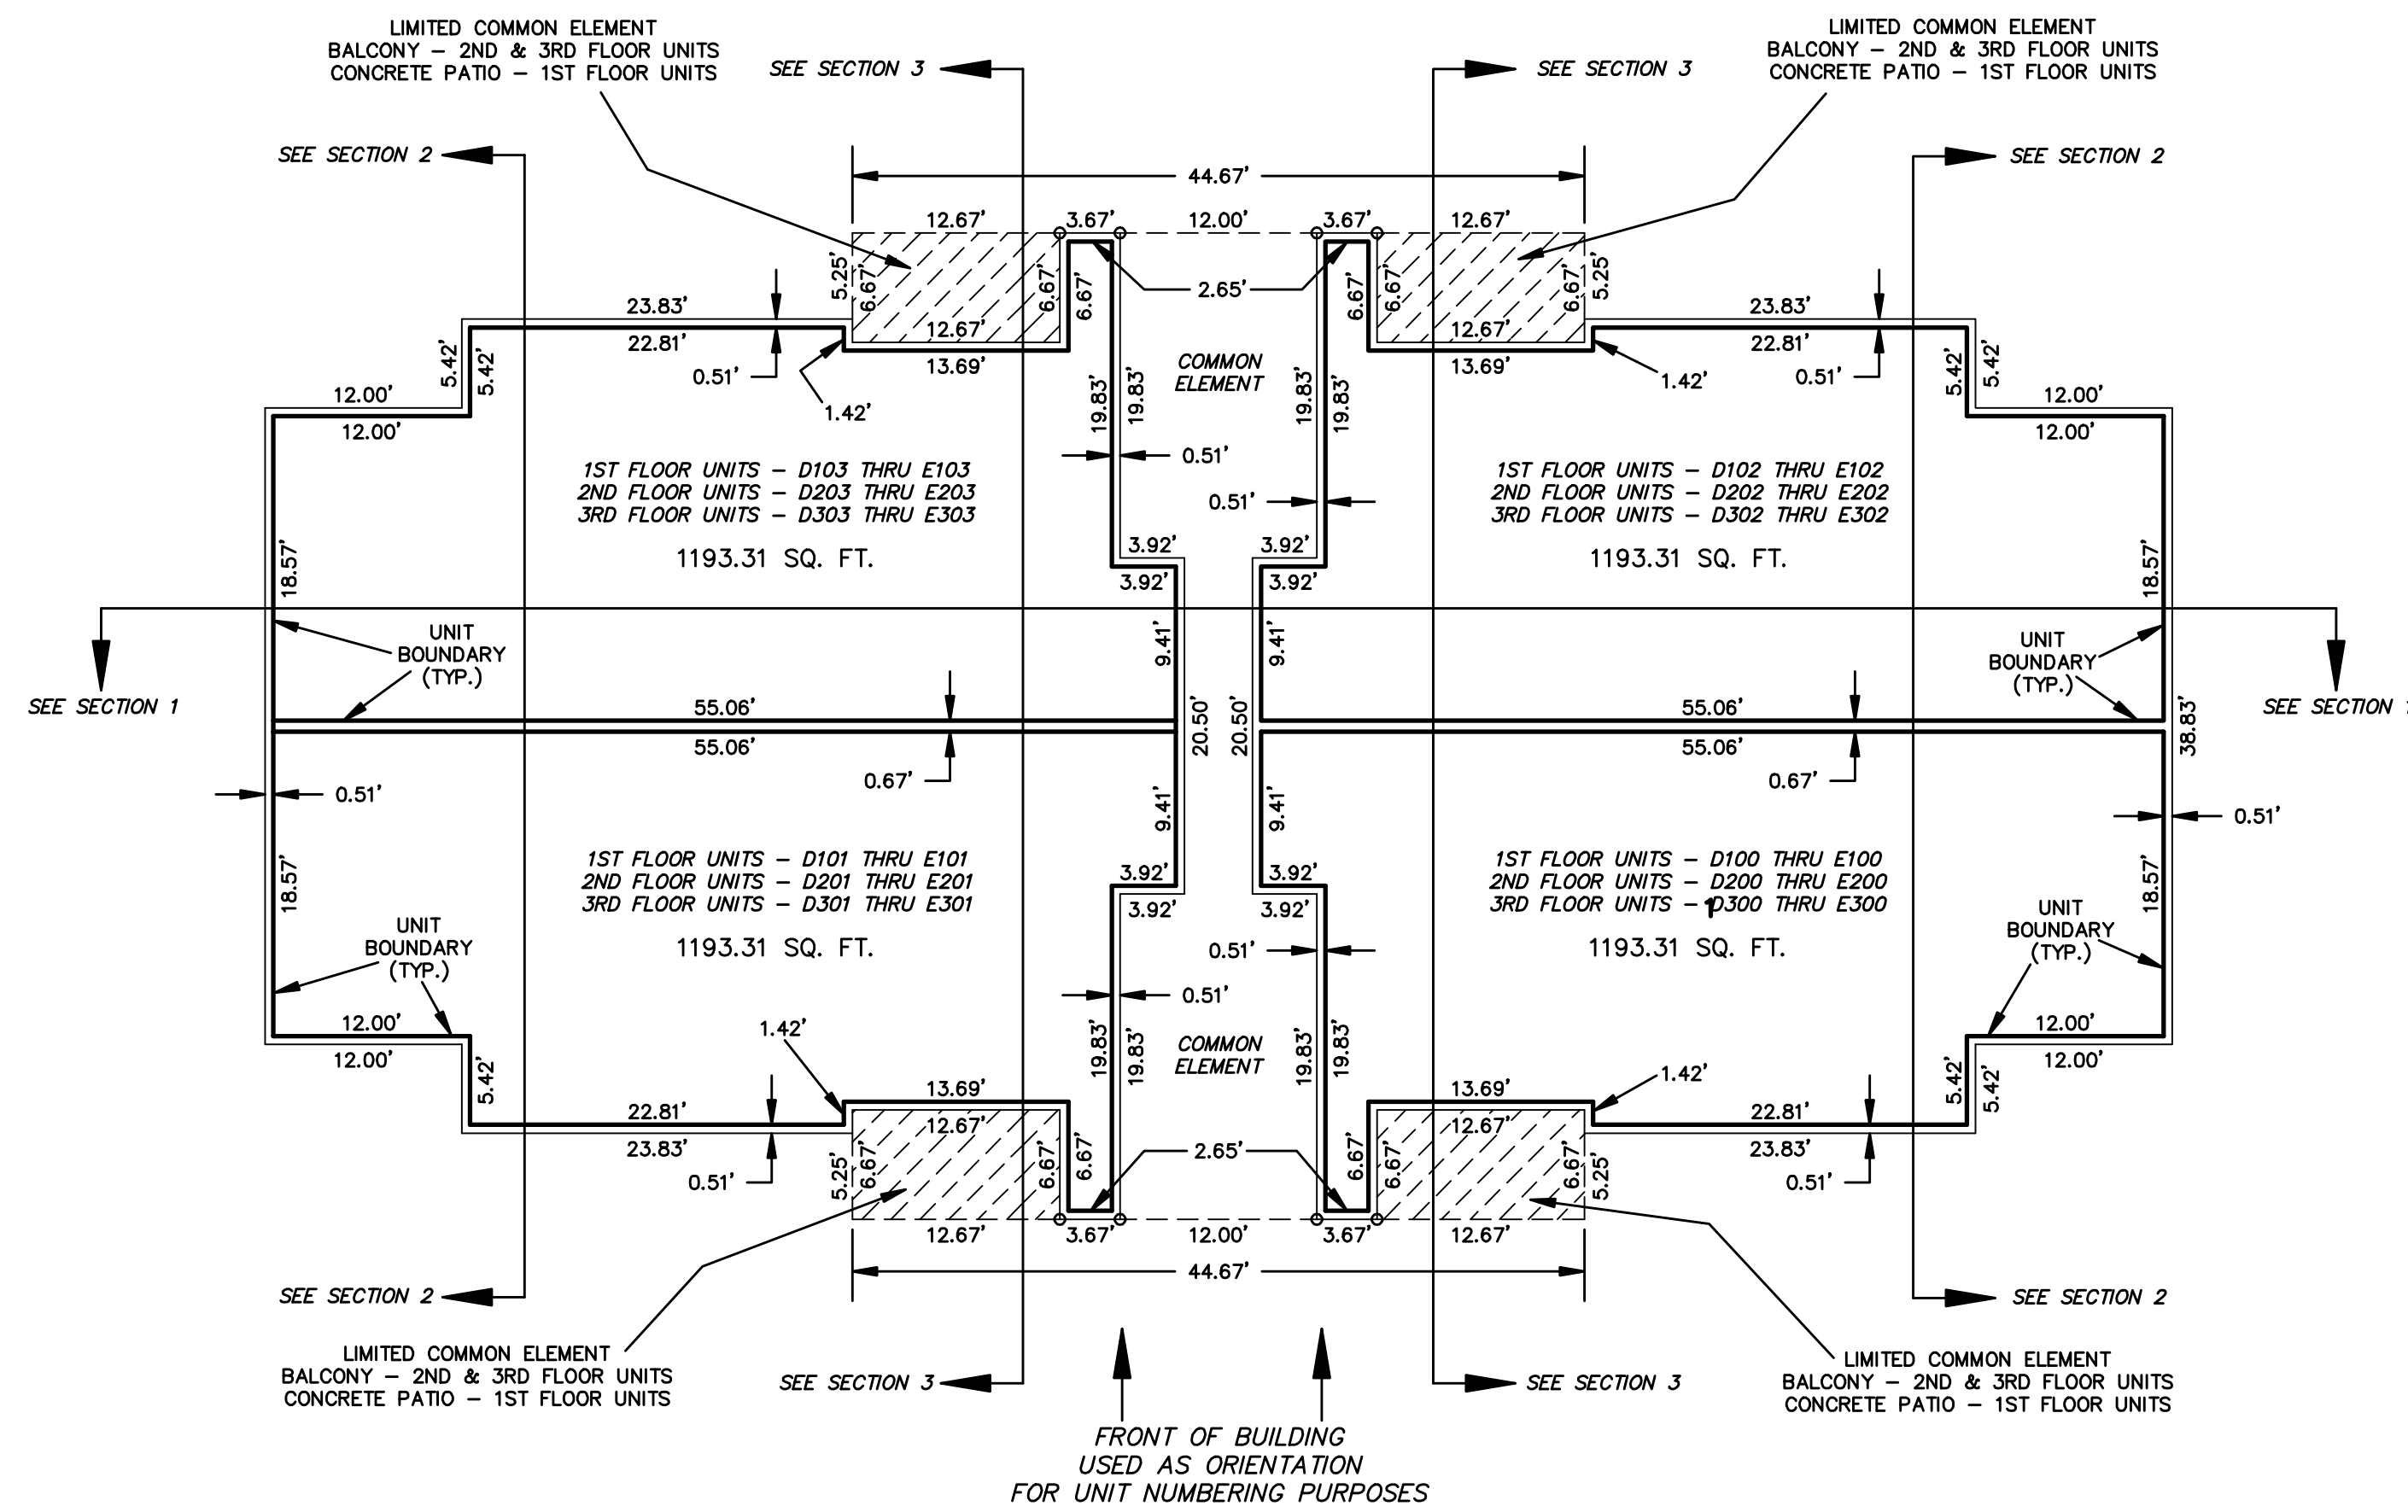 LIMITED COMMON ELEMENT
BALCONY – 2ND & 3RD FLOOR UNITS
CONCRETE PATIO – 1ST FLOOR UNITS
SEE SECTION 3
SEE SECTION 3
LIMITED COMMON ELEMENT
BALCONY – 2ND & 3RD FLOOR UNITS
CONCRETE PATIO – 1ST FLOOR UNITS
SEE SECTION 2
SEE SECTION 2
44.67'
12.67'
3.67'
12.00'
3.67'
12.67'
5.25'
6.67'
6.67'
6.67'
2.65'
6.67'
6.67'
6.67'
5.25'
23.83'
22.81'
0.51'
1.42'
12.67'
13.69'
12.67'
13.69'
1.42'
23.83'
22.81'
0.51'
5.42'
5.42'
12.00'
12.00'
COMMON
ELEMENT
19.83'
19.83'
19.83'
19.83'
5.42'
5.42'
12.00'
12.00'
0.51'
0.51'
1ST FLOOR UNITS – D103 THRU E103
2ND FLOOR UNITS – D203 THRU E203
3RD FLOOR UNITS – D303 THRU E303
1193.31 SQ. FT.
1ST FLOOR UNITS – D102 THRU E102
2ND FLOOR UNITS – D202 THRU E202
3RD FLOOR UNITS – D302 THRU E302
1193.31 SQ. FT.
18.57'
3.92'
3.92'
3.92'
3.92'
18.57'
UNIT
BOUNDARY
(TYP.)
9.41'
9.41'
UNIT
BOUNDARY
(TYP.)
SEE SECTION 1
SEE SECTION 1
55.06'
55.06'
0.67'
20.50'
20.50'
55.06'
55.06'
0.67'
38.83'
0.51'
9.41'
9.41'
0.51'
18.57'
1ST FLOOR UNITS – D101 THRU E101
2ND FLOOR UNITS – D201 THRU E201
3RD FLOOR UNITS – D301 THRU E301
1193.31 SQ. FT.
3.92'
3.92'
3.92'
3.92'
1ST FLOOR UNITS – D100 THRU E100
2ND FLOOR UNITS – D200 THRU E200
3RD FLOOR UNITS – D300 THRU E300
1
1193.31 SQ. FT.
18.57'
UNIT
BOUNDARY
(TYP.)
UNIT
BOUNDARY
(TYP.)
0.51'
0.51'
12.00'
12.00'
5.42'
1.42'
19.83'
19.83'
COMMON
ELEMENT
19.83'
19.83'
1.42'
5.42'
5.42'
12.00'
12.00'
22.81'
23.83'
0.51'
13.69'
12.67'
13.69'
12.67'
22.81'
23.83'
0.51'
5.25'
6.67'
6.67'
6.67'
2.65'
6.67'
6.67'
6.67'
5.25'
12.67'
3.67'
12.00'
3.67'
12.67'
44.67'
SEE SECTION 2
SEE SECTION 2
LIMITED COMMON ELEMENT
BALCONY – 2ND & 3RD FLOOR UNITS
CONCRETE PATIO – 1ST FLOOR UNITS
SEE SECTION 3
SEE SECTION 3
LIMITED COMMON ELEMENT
BALCONY – 2ND & 3RD FLOOR UNITS
CONCRETE PATIO – 1ST FLOOR UNITS
FRONT OF BUILDING
USED AS ORIENTATION
FOR UNIT NUMBERING PURPOSES